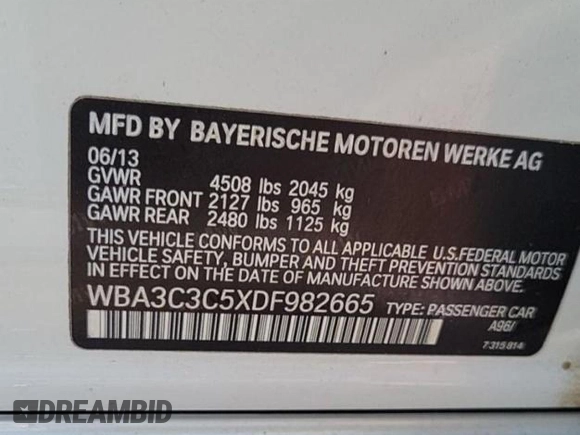 MFD BY BAYERISCHE MOTOREN WERKE AG
06/13
GVWR 4508 lbs 2045 kg
GAWR FRONT 2127 lbs 965 kg
GAWR REAR 2480 lbs 1125 kg
THIS VEHICLE CONFORMS TO ALL APPLICABLE U.S.FEDERAL MOTOR
VEHICLE SAFETY, BUMPER AND THEFT PREVENTION STANDARDS
IN EFFECT ON THE DATE OF MANUFACTURE SHOWN ABOVE.
WBA3C3C5XDF982665 TYPE: PASSENGER CAR
A96/
7315814
DREAMBID